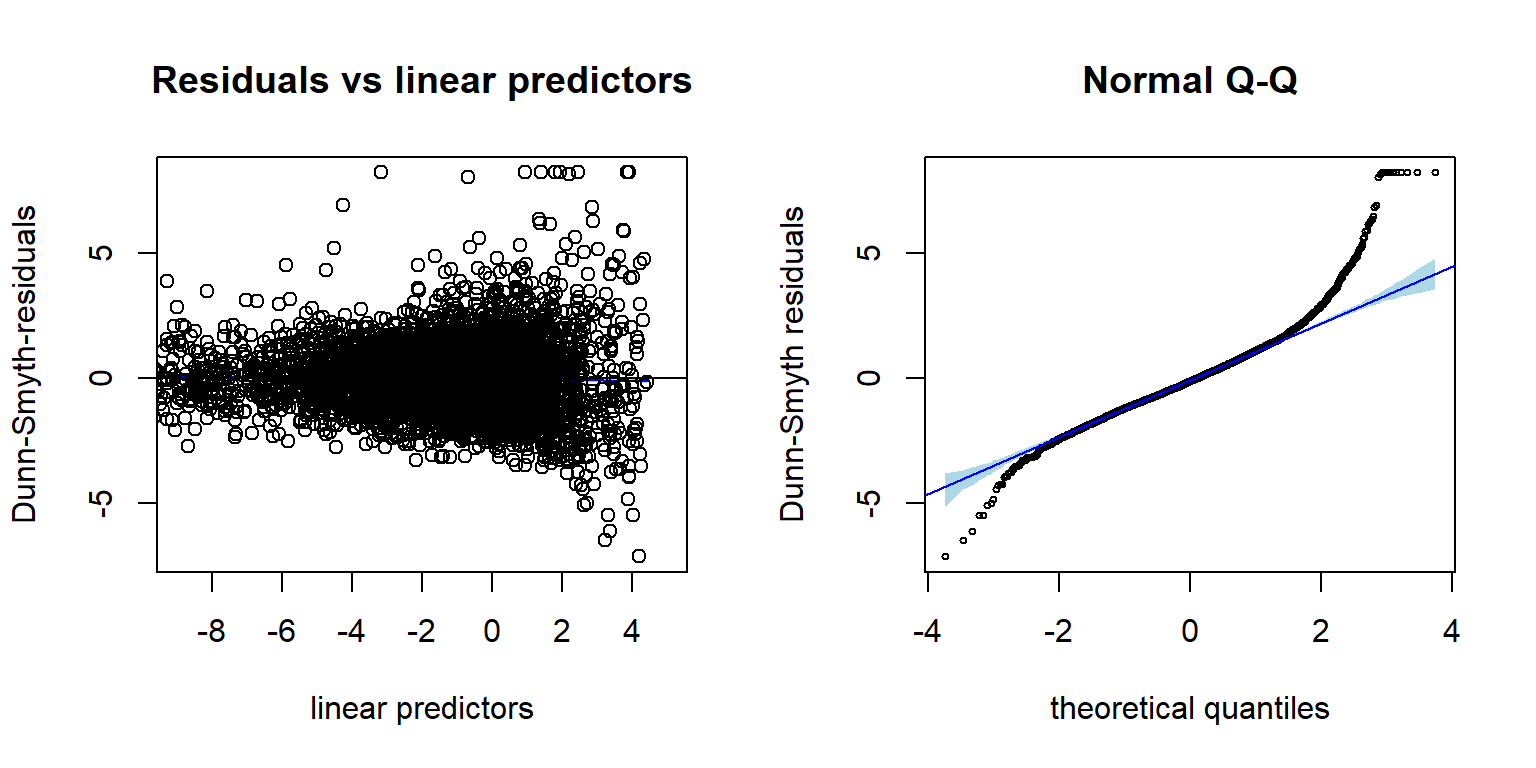 Residuals vs linear predictors
Dunn-Smyth-residuals
5
0
-5
-8 -6 -4 -2 0 2 4
linear predictors
Normal Q-Q
Dunn-Smyth residuals
5
0
-5
-4 -2 0 2 4
theoretical quantiles